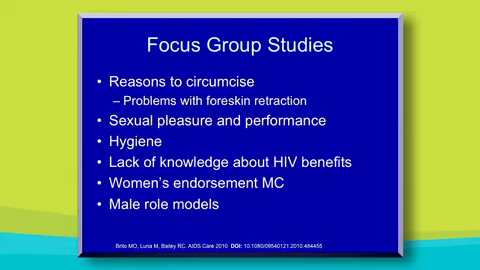 Focus Group Studies
• Reasons to circumcise
– Problems with foreskin retraction
• Sexual pleasure and performance
• Hygiene
• Lack of knowledge about HIV benefits
• Women's endorsement MC
• Male role models
Brito MO, Luna M, Bailey RC. AIDS Care 2010 DOI: 10.1080/09540121.2010.484455